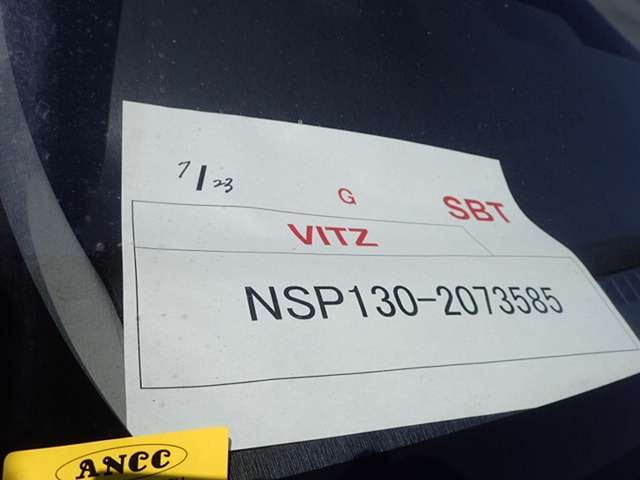 7/23
G
SBT
VITZ
NSP130-2073585
ANCC